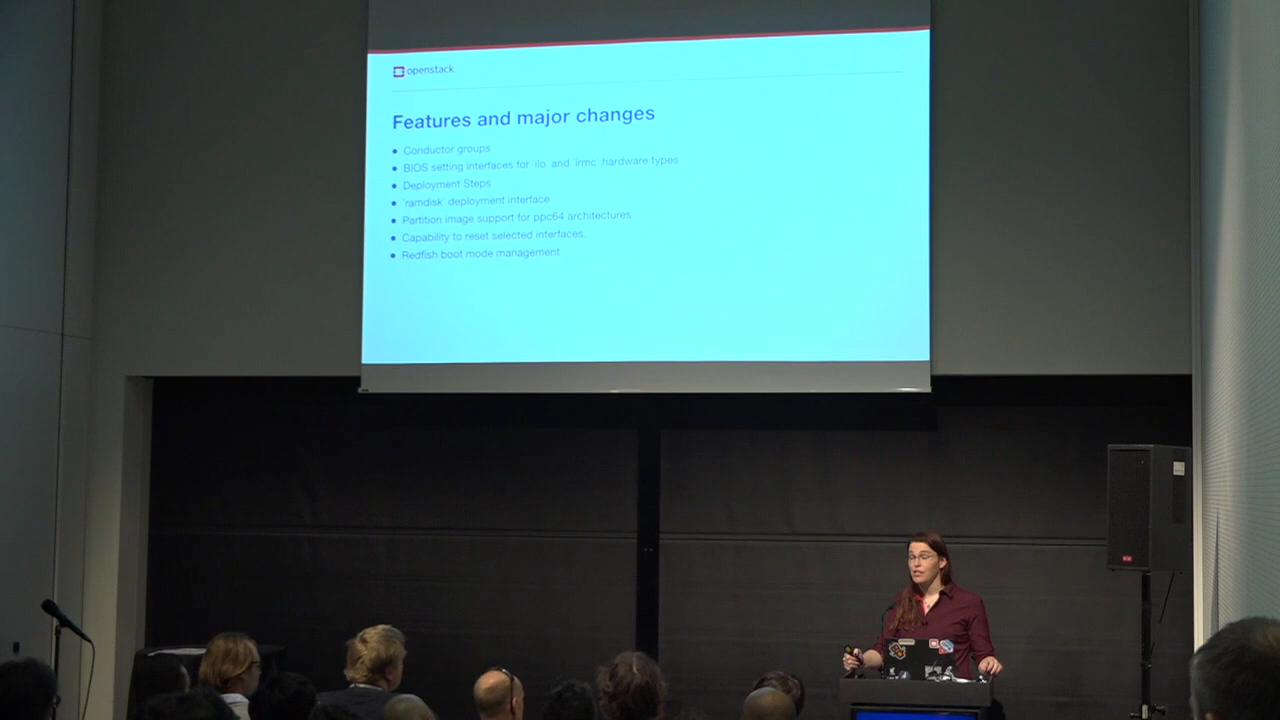 openstack.
Features and major changes
Conductor groups
BIOS setting interfaces for `ilo` and `irmc` hardware types
Deployment Steps
`ramdisk` deployment interface
Partition image support for ppc64 architectures
Capability to reset selected interfaces.
Redfish boot mode management